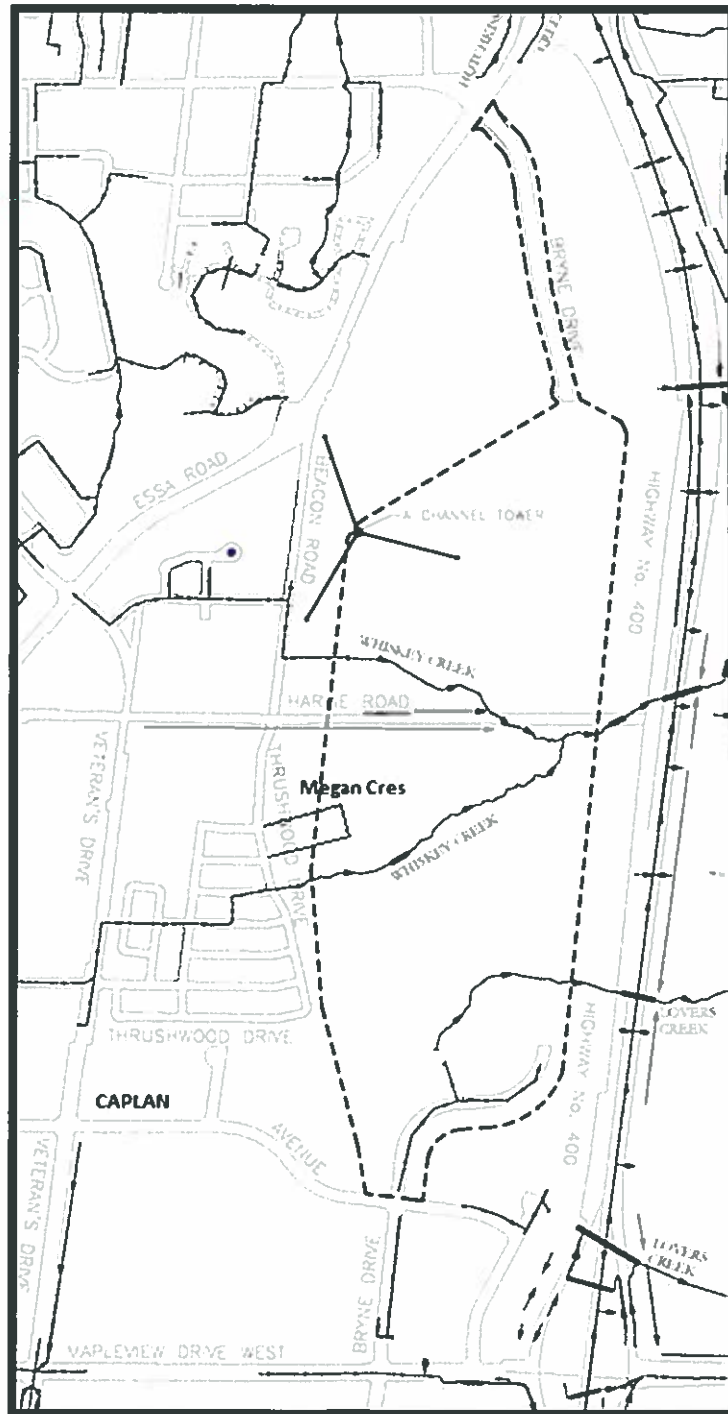 BRYNE DRIVE
ESSA ROAD
BEACON ROAD
A CHANNEL TOWER
HIGHWAY No. 400
WHISKEY CREEK
HARVIE ROAD
VETERAN'S DRIVE
THRUSHWOOD DRIVE
Megan Cres
WHISKEY CREEK
LOVERS
CREEK
THRUSHWOOD DRIVE
HIGHWAY No. 400
CAPLAN
AVENUE
VETERAN'S DRIVE
BRYNE DRIVE
LOVERS
CREEK
MAPLEVIEW DRIVE WEST